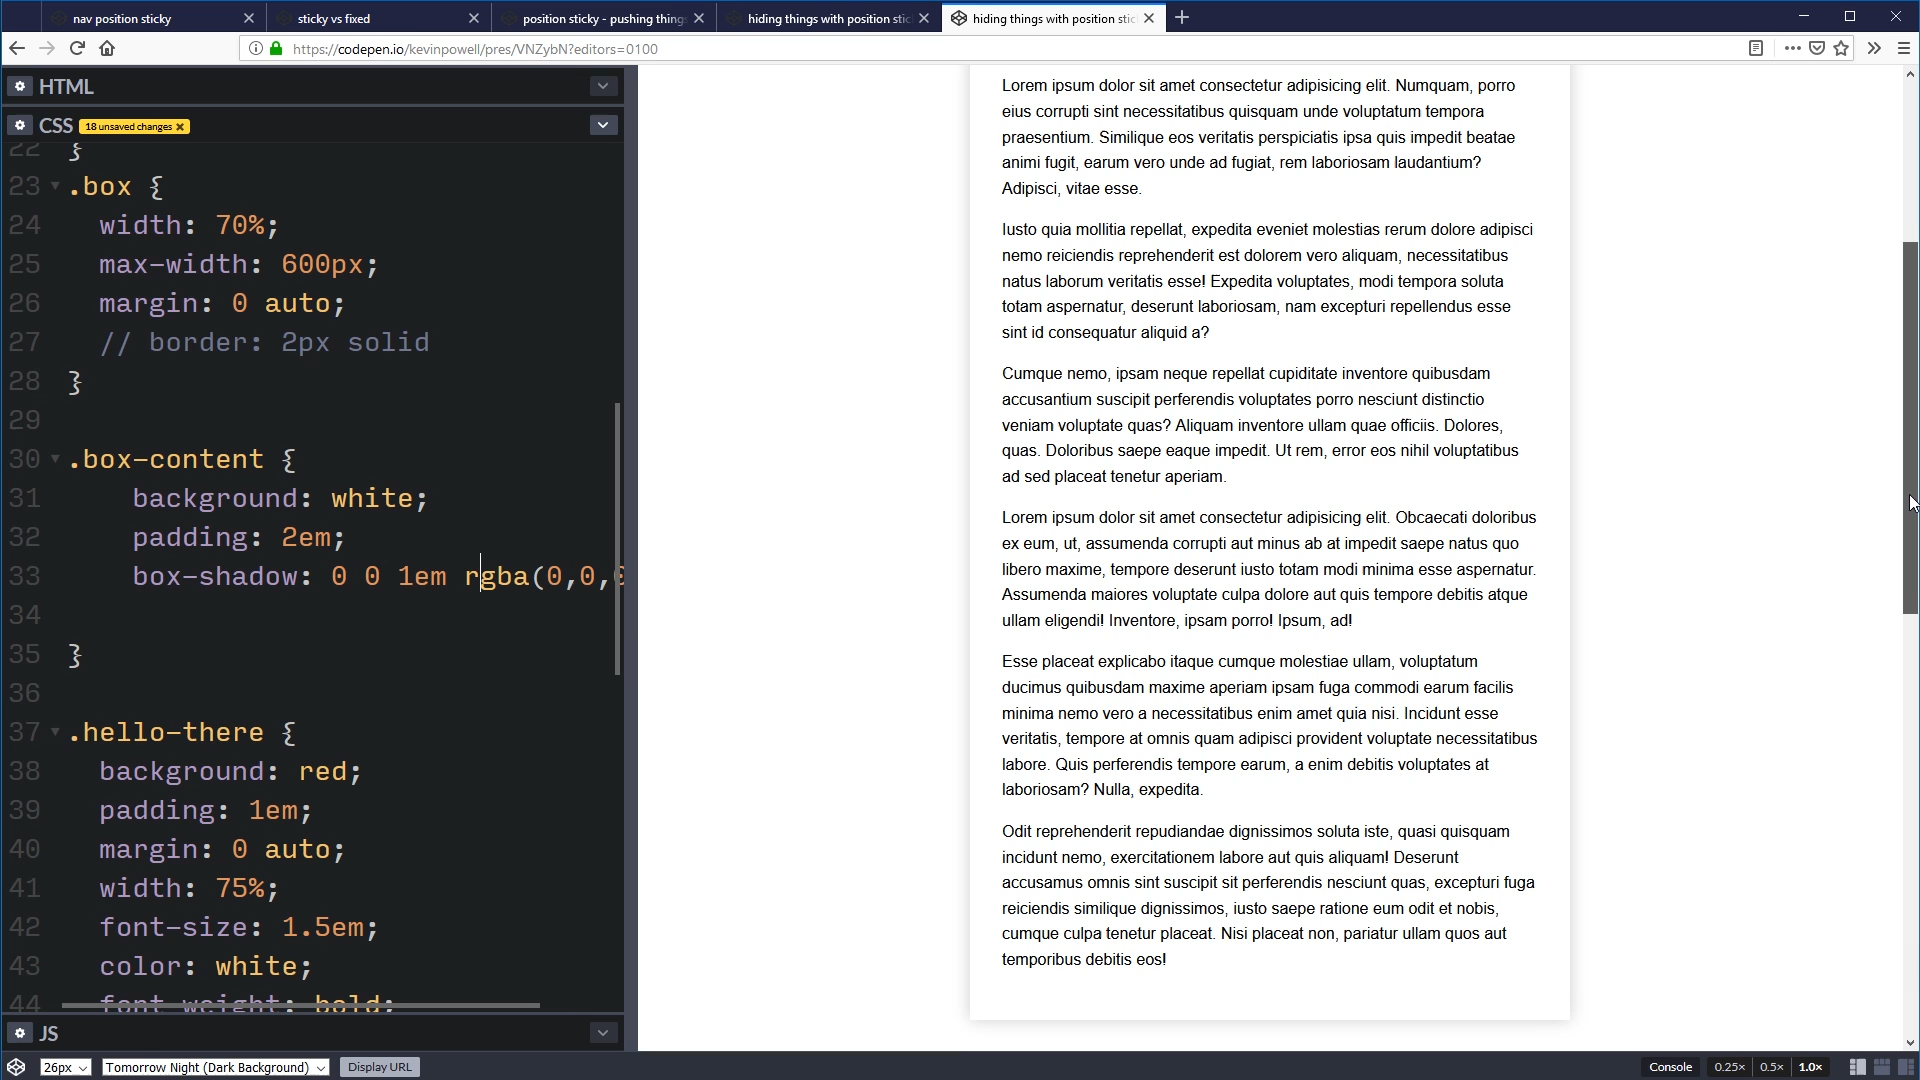 nav position sticky
sticky vs fixed
position sticky - pushing things
hiding things with position stic
hiding things with position stic
https://codepen.io/kevinpowell/pres/VNZybN?editors=0100
HTML
CSS 18 unsaved changes ×
22 }
23 .box {
24 width: 70%;
25 max-width: 600px;
26 margin: 0 auto;
27 // border: 2px solid
28 }
29
30 .box-content {
31 background: white;
32 padding: 2em;
33 box-shadow: 0 0 1em rgba(0,0,0
34
35 }
36
37 .hello-there {
38 background: red;
39 padding: 1em;
40 margin: 0 auto;
41 width: 75%;
42 font-size: 1.5em;
43 color: white;
44 font-weight: bold;
JS
Lorem ipsum dolor sit amet consectetur adipisicing elit. Numquam, porro
eius corrupti sint necessitatibus quisquam unde voluptatum tempora
praesentium. Similique eos veritatis perspiciatis ipsa quis impedit beatae
animi fugit, earum vero unde ad fugiat, rem laboriosam laudantium?
Adipisci, vitae esse.
Iusto quia mollitia repellat, expedita eveniet molestias rerum dolore adipisci
nemo reiciendis reprehenderit est dolorem vero aliquam, necessitatibus
natus laborum veritatis esse! Expedita voluptates, modi tempora soluta
totam aspernatur, deserunt laboriosam, nam excepturi repellendus esse
sint id consequatur aliquid a?
Cumque nemo, ipsam neque repellat cupiditate inventore quibusdam
accusantium suscipit perferendis voluptates porro nesciunt distinctio
veniam voluptate quas? Aliquam inventore ullam quae officiis. Dolores,
quas. Doloribus saepe eaque impedit. Ut rem, error eos nihil voluptatibus
ad sed placeat tenetur aperiam.
Lorem ipsum dolor sit amet consectetur adipisicing elit. Obcaecati doloribus
ex eum, ut, assumenda corrupti aut minus ab at impedit saepe natus quo
libero maxime, tempore deserunt iusto totam modi minima esse aspernatur.
Assumenda maiores voluptate culpa dolore aut quis tempore debitis atque
ullam eligendi! Inventore, ipsam porro! Ipsum, ad!
Esse placeat explicabo itaque cumque molestiae ullam, voluptatum
ducimus quibusdam maxime aperiam ipsam fuga commodi earum facilis
minima nemo vero a necessitatibus enim amet quia nisi. Incidunt esse
veritatis, tempore at omnis quam adipisci provident voluptate necessitatibus
labore. Quis perferendis tempore earum, a enim debitis voluptates at
laboriosam? Nulla, expedita.
Odit reprehenderit repudiandae dignissimos soluta iste, quasi quisquam
incidunt nemo, exercitationem labore aut quis aliquam! Deserunt
accusamus omnis sint suscipit sit perferendis nesciunt quas, excepturi fuga
reiciendis similique dignissimos, iusto saepe ratione eum odit et nobis,
cumque culpa tenetur placeat. Nisi placeat non, pariatur ullam quos aut
temporibus debitis eos!
26px Tomorrow Night (Dark Background) Display URL
Console 0.25× 0.5× 1.0×